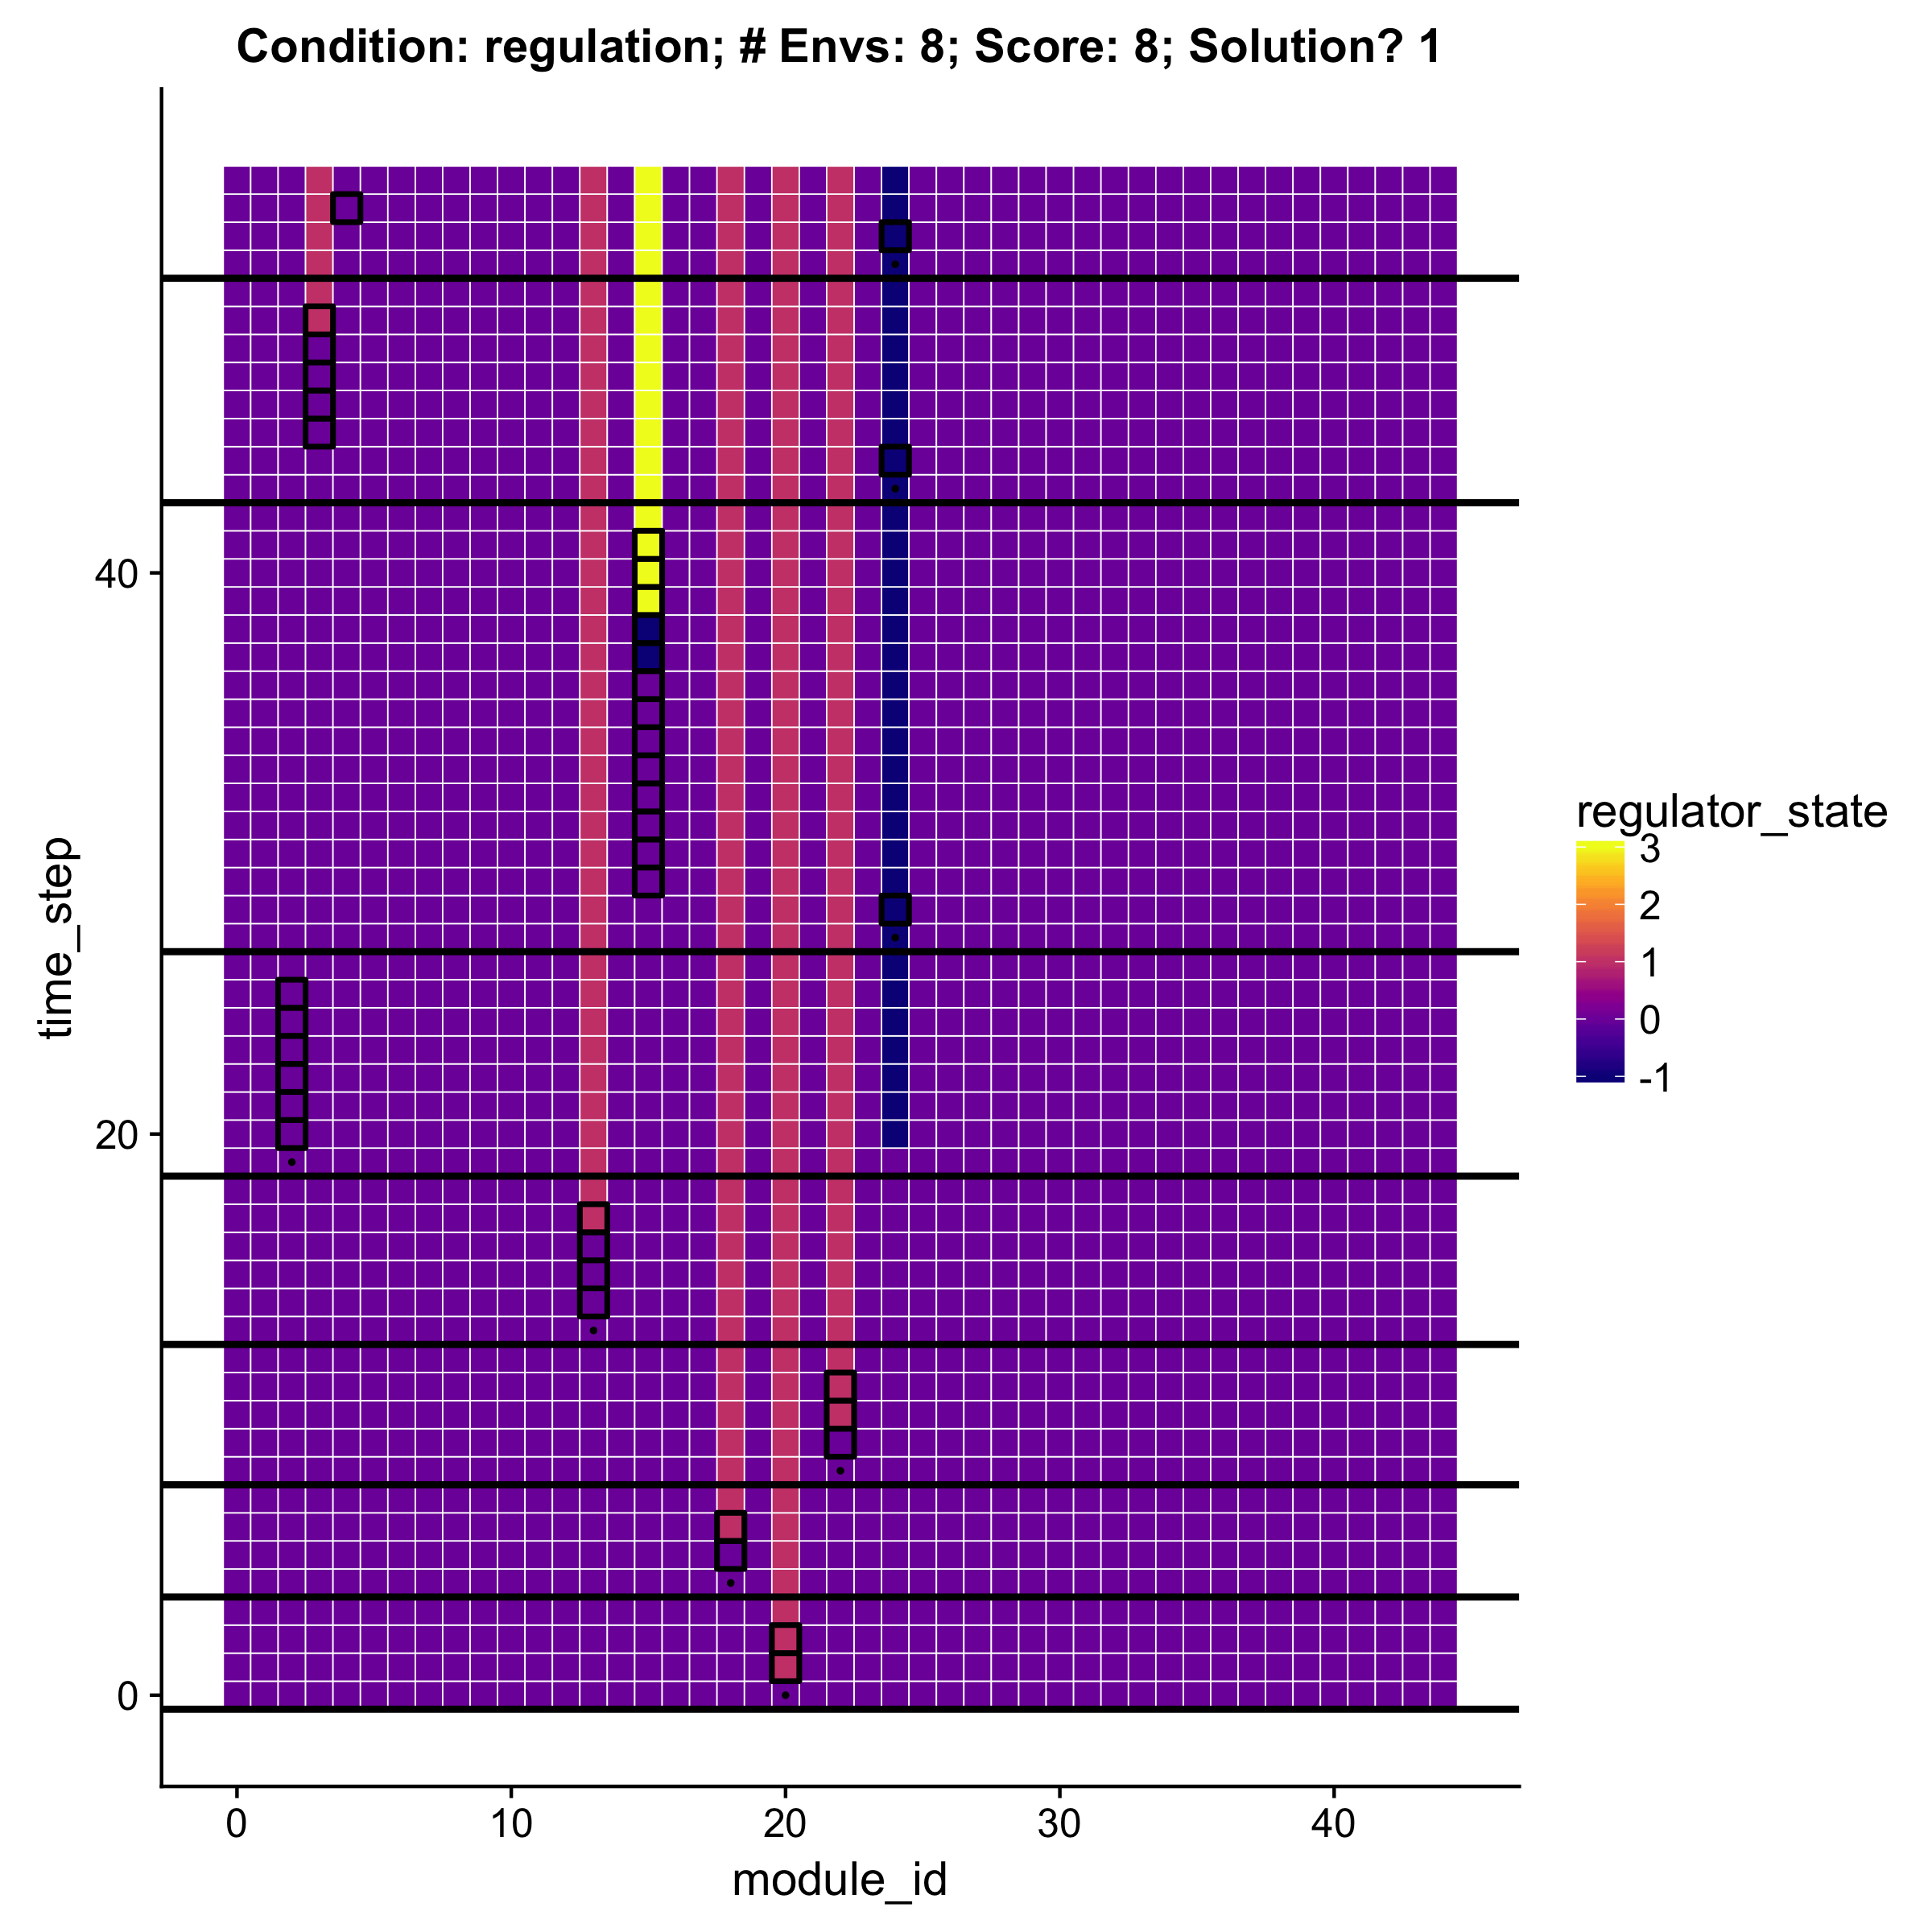 Condition: regulation; # Envs: 8; Score: 8; Solution? 1
time_step
40
20
0
0 10 20 30 40
module_id
regulator_state
3
2
1
0
-1